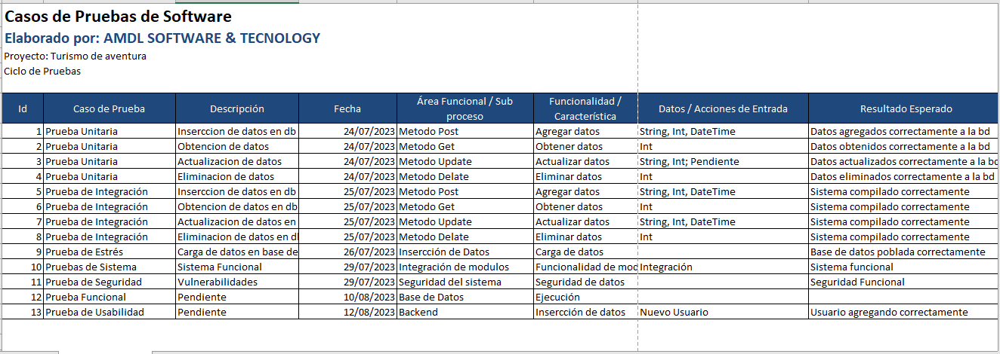 Casos de Pruebas de Software
Elaborado por: AMDL SOFTWARE & TECNOLOGY
Proyecto: Turismo de aventura
Ciclo de Pruebas
Id Caso de Prueba Descripción Fecha Área Funcional / Sub proceso Funcionalidad / Característica Datos / Acciones de Entrada Resultado Esperado
1 Prueba Unitaria Inserccion de datos en db 24/07/2023 Metodo Post Agregar datos String, Int, DateTime Datos agregados correctamente a la bd
2 Prueba Unitaria Obtencion de datos 24/07/2023 Metodo Get Obtener datos Int Datos obtenidos correctamente a la bd
3 Prueba Unitaria Actualizacion de datos 24/07/2023 Metodo Update Actualizar datos String, Int; Pendiente Datos actualizados correctamente a la bd
4 Prueba Unitaria Eliminacion de datos 24/07/2023 Metodo Delate Eliminar datos Int Datos eliminados correctamente a la bd
5 Prueba de Integración Inserccion de datos en db 25/07/2023 Metodo Post Agregar datos String, Int, DateTime Sistema compilado correctamente
6 Prueba de Integración Obtencion de datos en db 25/07/2023 Metodo Get Obtener datos Int Sistema compilado correctamente
7 Prueba de Integración Actualizacion de datos en 25/07/2023 Metodo Update Actualizar datos String, Int, DateTime Sistema compilado correctamente
8 Prueba de Integración Eliminacion de datos en db 25/07/2023 Metodo Delate Eliminar datos Int Sistema compilado correctamente
9 Prueba de Estrés Carga de datos en base de 26/07/2023 Insercción de Datos Carga de datos Base de datos poblada correctamente
10 Pruebas de Sistema Sistema Funcional 29/07/2023 Integración de modulos Funcionalidad de mod Integración Sistema funcional
11 Prueba de Seguridad Vulnerabilidades 29/07/2023 Seguridad del sistema Seguridad de datos Seguridad Funcional
12 Prueba Funcional Pendiente 10/08/2023 Base de Datos Ejecución
13 Prueba de Usabilidad Pendiente 12/08/2023 Backend Insercción de datos Nuevo Usuario Usuario agregando correctamente